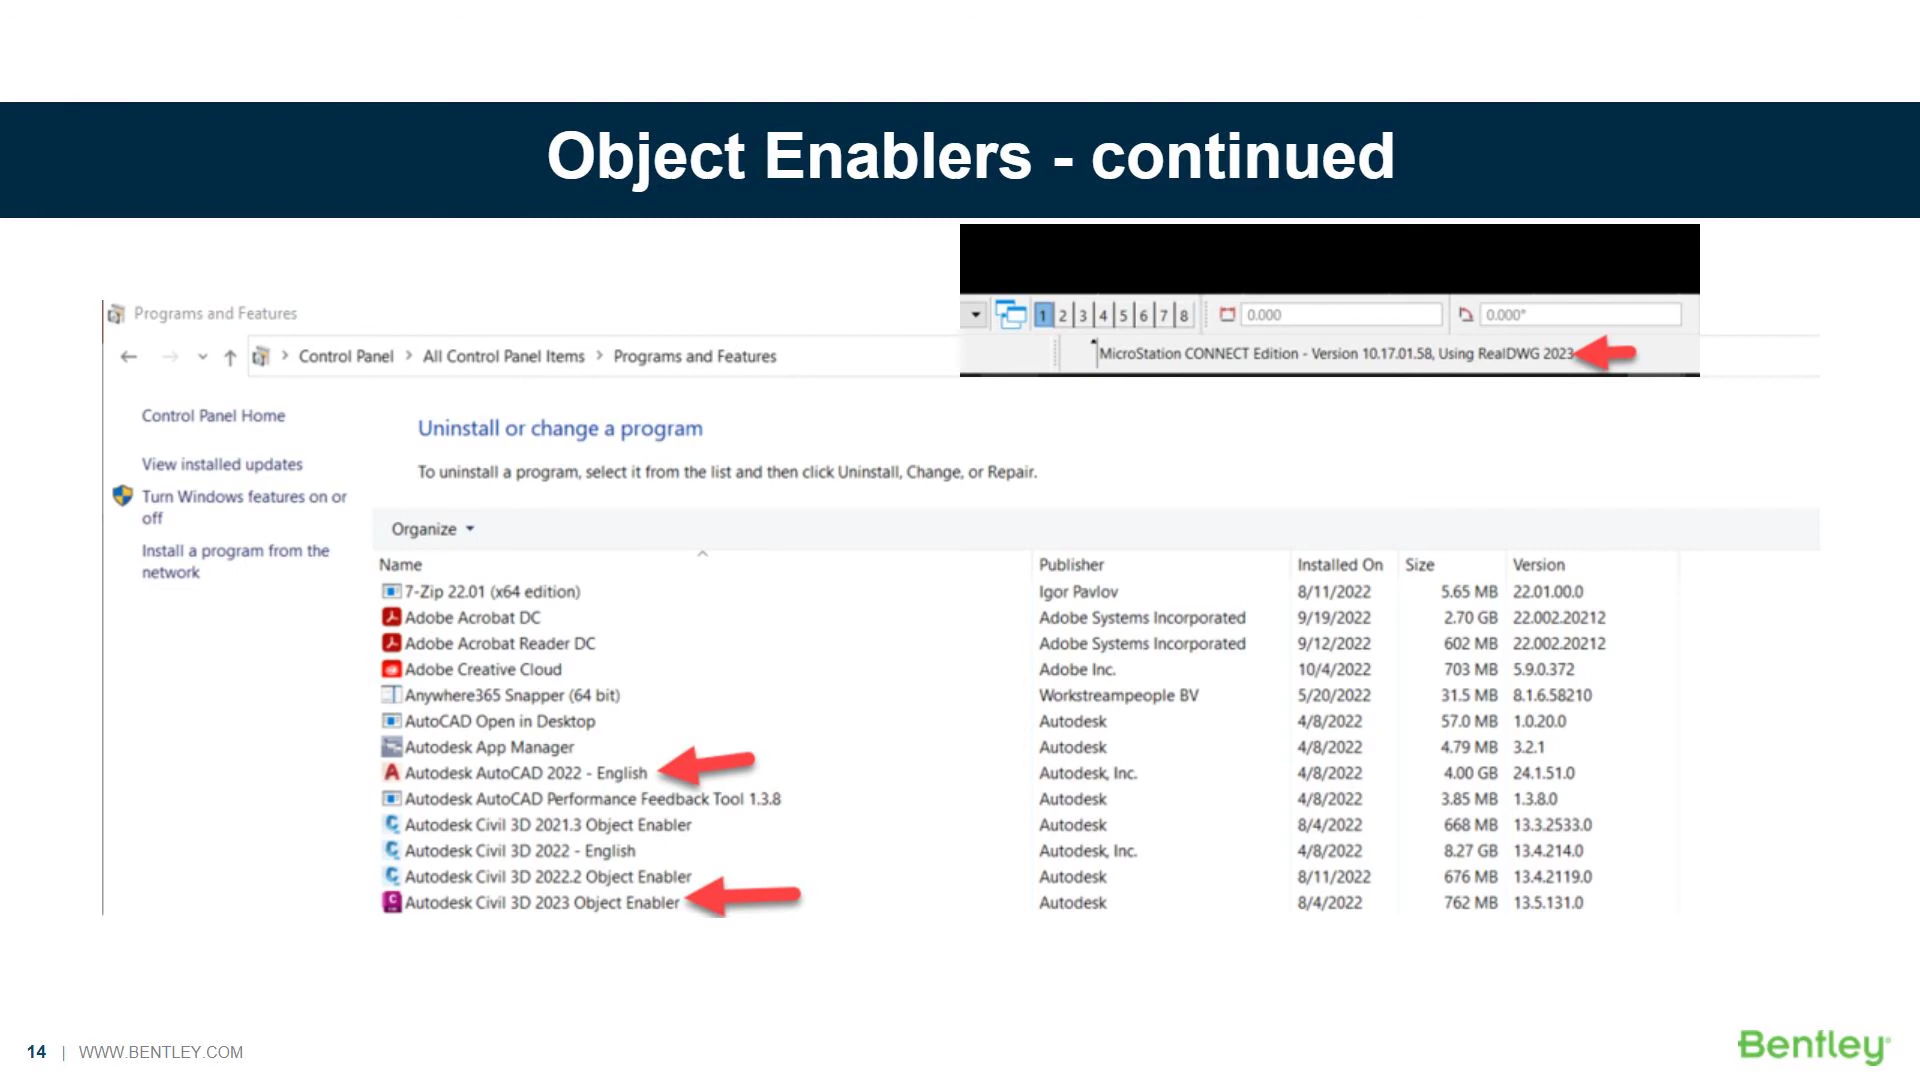 Object Enablers - continued
1 2 3 4 5 6 7 8 0.000 0.000°
MicroStation CONNECT Edition - Version 10.17.01.58, Using RealDWG 2023
Programs and Features
Control Panel > All Control Panel Items > Programs and Features
Control Panel Home
View installed updates
Turn Windows features on or
off
Install a program from the
network
Uninstall or change a program
To uninstall a program, select it from the list and then click Uninstall, Change, or Repair.
Organize
Name Publisher Installed On Size Version
7-Zip 22.01 (x64 edition) Igor Pavlov 8/11/2022 5.65 MB 22.01.00.0
Adobe Acrobat DC Adobe Systems Incorporated 9/19/2022 2.70 GB 22.002.20212
Adobe Acrobat Reader DC Adobe Systems Incorporated 9/12/2022 602 MB 22.002.20212
Adobe Creative Cloud Adobe Inc. 10/4/2022 703 MB 5.9.0.372
Anywhere365 Snapper (64 bit) Workstreampeople BV 5/20/2022 31.5 MB 8.1.6.58210
AutoCAD Open in Desktop Autodesk 4/8/2022 57.0 MB 1.0.20.0
Autodesk App Manager Autodesk 4/8/2022 4.79 MB 3.2.1
Autodesk AutoCAD 2022 - English Autodesk, Inc. 4/8/2022 4.00 GB 24.1.51.0
Autodesk AutoCAD Performance Feedback Tool 1.3.8 Autodesk 4/8/2022 3.85 MB 1.3.8.0
Autodesk Civil 3D 2021.3 Object Enabler Autodesk 8/4/2022 668 MB 13.3.2533.0
Autodesk Civil 3D 2022 - English Autodesk, Inc. 4/8/2022 8.27 GB 13.4.214.0
Autodesk Civil 3D 2022.2 Object Enabler Autodesk 8/11/2022 676 MB 13.4.2119.0
Autodesk Civil 3D 2023 Object Enabler Autodesk 8/4/2022 762 MB 13.5.131.0
14 | WWW.BENTLEY.COM
Bentley